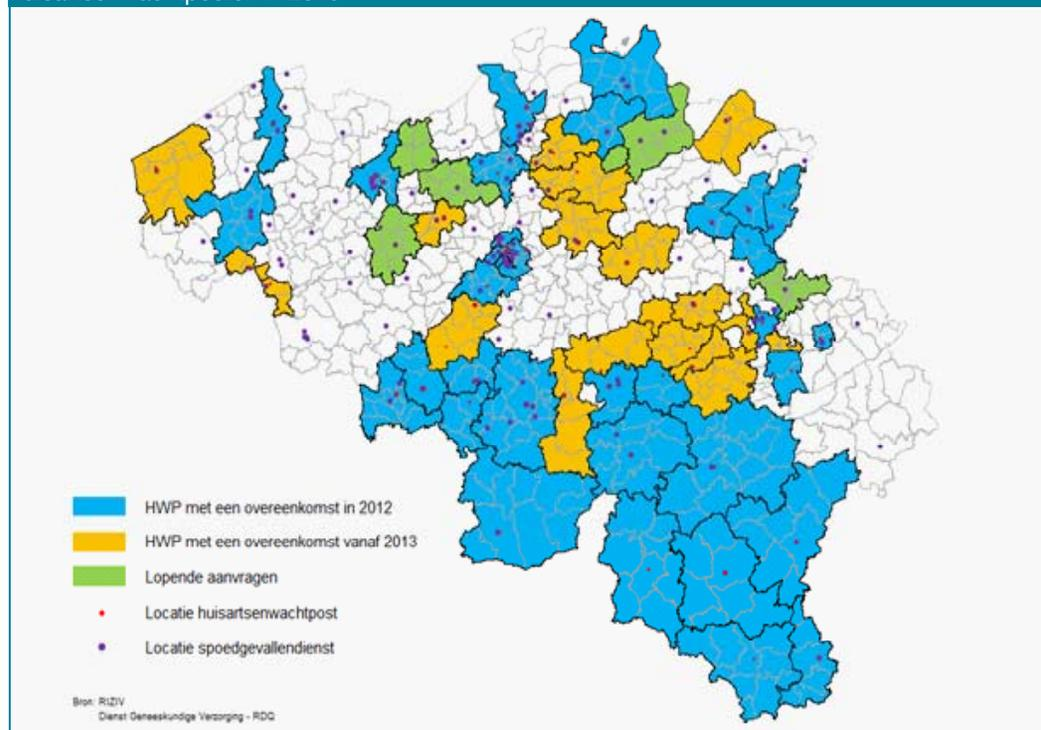 HWP met een overeenkomst in 2012
HWP met een overeenkomst vanaf 2013
Lopende aanvragen
Locatie huisartsenwachtpost
Locatie spoedgevallendienst
Bron: RIZIV
Dienst Geneeskundige Verzorging - RDQ